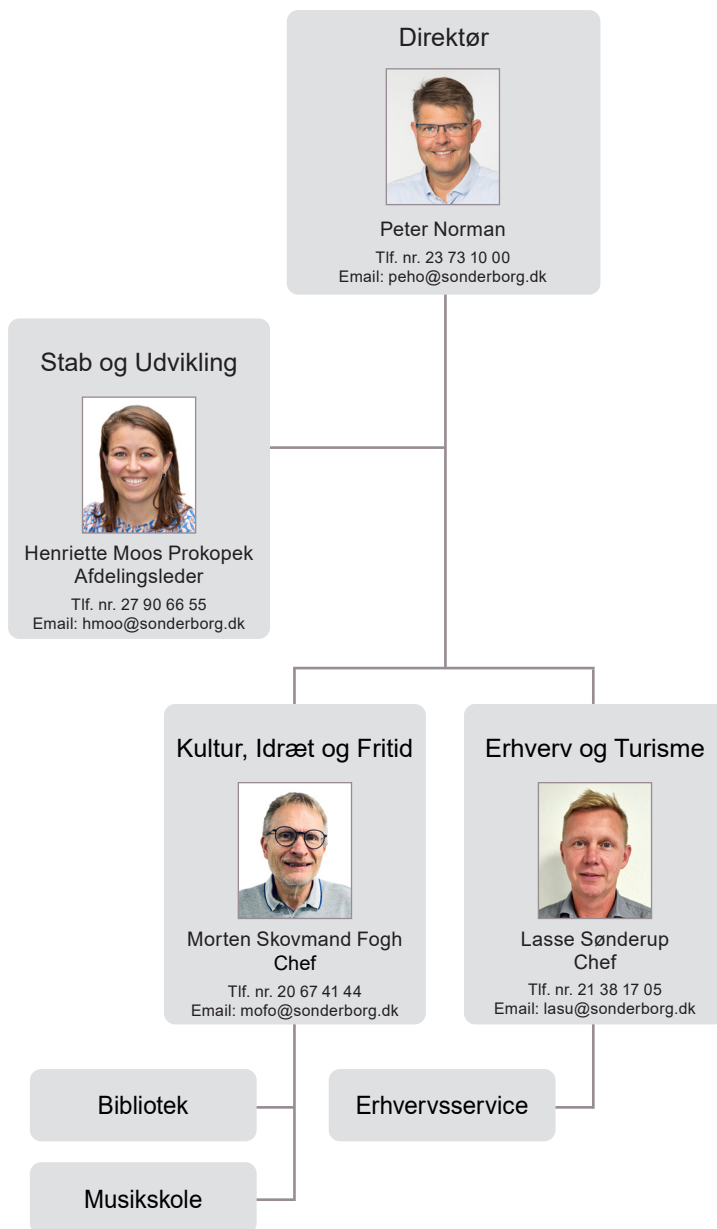 Direktør
Peter Norman
Tlf. nr. 23 73 10 00
Email: peho@sonderborg.dk
Stab og Udvikling
Henriette Moos Prokopek
Afdelingsleder
Tlf. nr. 27 90 66 55
Email: hmoo@sonderborg.dk
Kultur, Idræt og Fritid
Morten Skovmand Fogh
Chef
Tlf. nr. 20 67 41 44
Email: mofo@sonderborg.dk
Erhverv og Turisme
Lasse Sønderup
Chef
Tlf. nr. 21 38 17 05
Email: lasu@sonderborg.dk
Bibliotek
Musikskole
Erhvervsservice